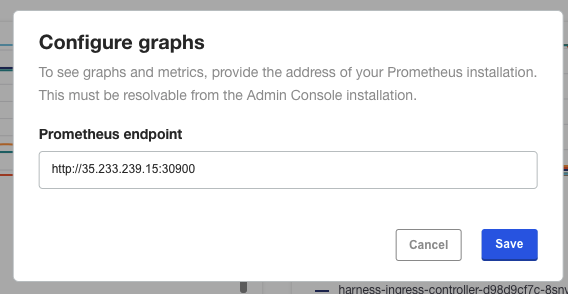 Configure graphs
To see graphs and metrics, provide the address of your Prometheus installation.
This must be resolvable from the Admin Console installation.
Prometheus endpoint
http://35.233.239.15:30900
Cancel
Save
harness-ingress-controller-d98d9cf7c-8snv